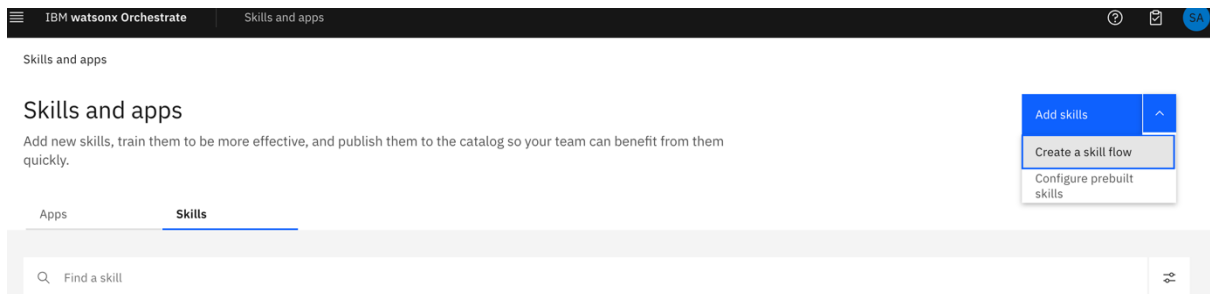 IBM watsonx Orchestrate Skills and apps SA
Skills and apps
Skills and apps
Add skills
Add new skills, train them to be more effective, and publish them to the catalog so your team can benefit from them
quickly.
Create a skill flow
Configure prebuilt
skills
Apps Skills
Find a skill